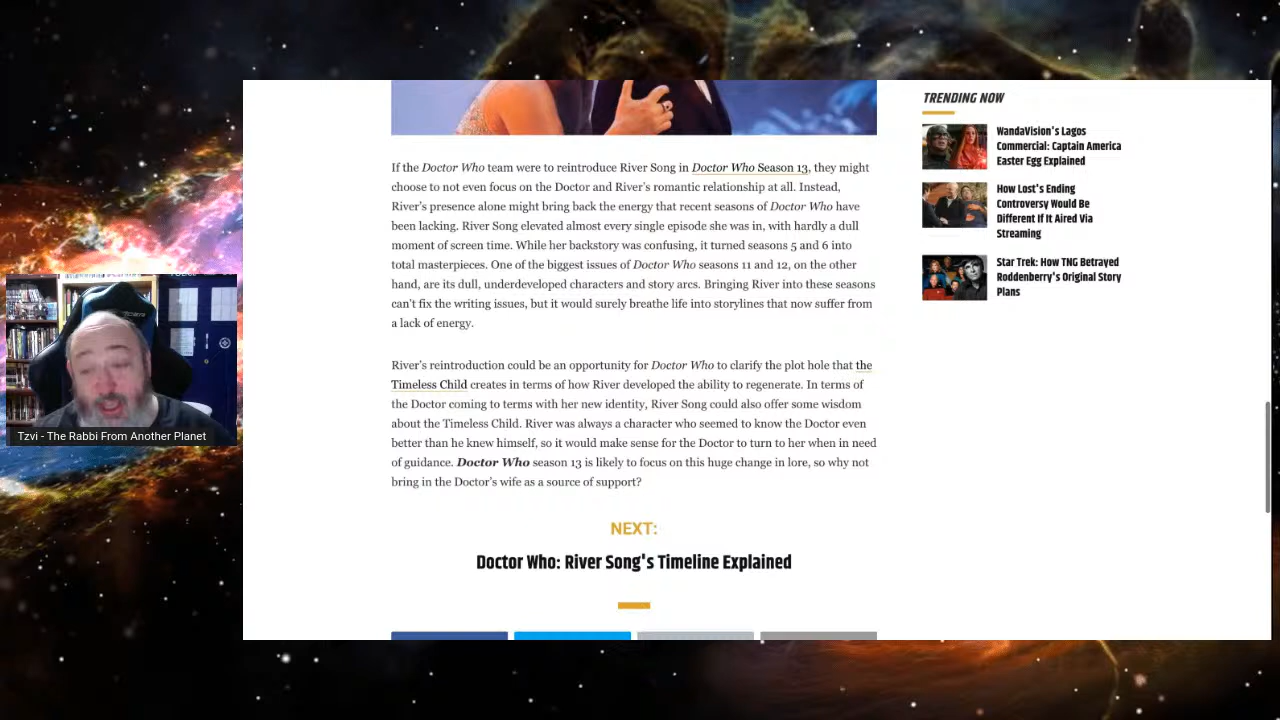 TRENDING NOW
WandaVision's Lagos
Commercial: Captain America
Easter Egg Explained
How Lost's Ending
Controversy Would Be
Different If It Aired Via
Streaming
Star Trek: How TNG Betrayed
Roddenberry's Original Story
Plans
If the Doctor Who team were to reintroduce River Song in Doctor Who Season 13, they might
choose to not even focus on the Doctor and River's romantic relationship at all. Instead,
River's presence alone might bring back the energy that recent seasons of Doctor Who have
been lacking. River Song elevated almost every single episode she was in, with hardly a dull
moment of screen time. While her backstory was confusing, it turned seasons 5 and 6 into
total masterpieces. One of the biggest issues of Doctor Who seasons 11 and 12, on the other
hand, are its dull, underdeveloped characters and story arcs. Bringing River into these seasons
can't fix the writing issues, but it would surely breathe life into storylines that now suffer from
a lack of energy.
River's reintroduction could be an opportunity for Doctor Who to clarify the plot hole that the
Timeless Child creates in terms of how River developed the ability to regenerate. In terms of
the Doctor coming to terms with her new identity, River Song could also offer some wisdom
about the Timeless Child. River was always a character who seemed to know the Doctor even
better than he knew himself, so it would make sense for the Doctor to turn to her when in need
of guidance. Doctor Who season 13 is likely to focus on this huge change in lore, so why not
bring in the Doctor's wife as a source of support?
NEXT:
Doctor Who: River Song's Timeline Explained
Tzvi - The Rabbi From Another Planet